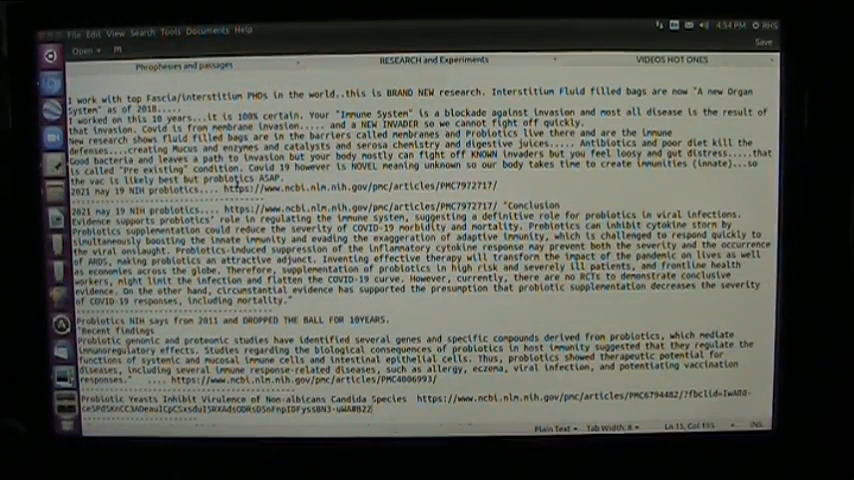 File Edit View Search Tools Documents Help
4:54 PM RHS
Open Save
Phrophesies and passages RESEARCH and Experiments VIDEOS HOT ONES
I work with top Fascia/interstitium PHDs in the world..this is BRAND NEW research. Interstitium Fluid filled bags are now "A new Organ
System" as of 2018.....
I worked on this 10 years...it is 100% certain. Your "Immune System" is a blockade against invasion and most all disease is the result of
that invasion. Covid is from membrane invasion..... and a NEW INVADER so we cannot fight off quickly.
New research shows fluid filled bags are in the barriers called membranes and Probiotics live there and are the immune
defenses....creating Mucus and enzymes and catalysts and serosa chemistry and digestive juices..... Antibiotics and poor diet kill the
Good bacteria and leaves a path to invasion but your body mostly can fight off KNOWN invaders but you feel loosy and gut distress.....that
is called "Pre existing" condition. Covid 19 however is NOVEL meaning unknown so our body takes time to create immunities (innate)...so
the vac is likely best but probiotics ASAP.
2021 may 19 NIH probiotics.... https://www.ncbi.nlm.nih.gov/pmc/articles/PMC7972717/
------------------------------
2021 may 19 NIH probiotics.... https://www.ncbi.nlm.nih.gov/pmc/articles/PMC7972717/ "Conclusion
Evidence supports probiotics' role in regulating the immune system, suggesting a definitive role for probiotics in viral infections.
Probiotics supplementation could reduce the severity of COVID-19 morbidity and mortality. Probiotics can inhibit cytokine storm by
simultaneously boosting the innate immunity and evading the exaggeration of adaptive immunity, which is challenged to respond quickly to
the viral onslaught. Probiotics-induced suppression of the inflammatory cytokine response may prevent both the severity and the occurrence
of ARDS, making probiotics an attractive adjunct. Inventing effective therapy will transform the impact of the pandemic on lives as well
as economies across the globe. Therefore, supplementation of probiotics in high risk and severely ill patients, and frontline health
workers, might limit the infection and flatten the COVID-19 curve. However, currently, there are no RCTs to demonstrate conclusive
evidence. On the other hand, circumstantial evidence has supported the presumption that probiotic supplementation decreases the severity
of COVID-19 responses, including mortality."
------------------------------
Probiotics NIH says from 2011 and DROPPED THE BALL FOR 10YEARS.
"Recent findings
Probiotic genomic and proteomic studies have identified several genes and specific compounds derived from probiotics, which mediate
immunoregulatory effects. Studies regarding the biological consequences of probiotics in host immunity suggested that they regulate the
functions of systemic and mucosal immune cells and intestinal epithelial cells. Thus, probiotics showed therapeutic potential for
diseases, including several immune response-related diseases, such as allergy, eczema, viral infection, and potentiating vaccination
responses." .... https://www.ncbi.nlm.nih.gov/pmc/articles/PMC4006993/
------------------------------
Probiotic Yeasts Inhibit Virulence of Non-albicans Candida Species https://www.ncbi.nlm.nih.gov/pmc/articles/PMC6794482/?fbclid=IwAR0-
Plain Text Tab Width: 8 Ln 15, Col 195 INS